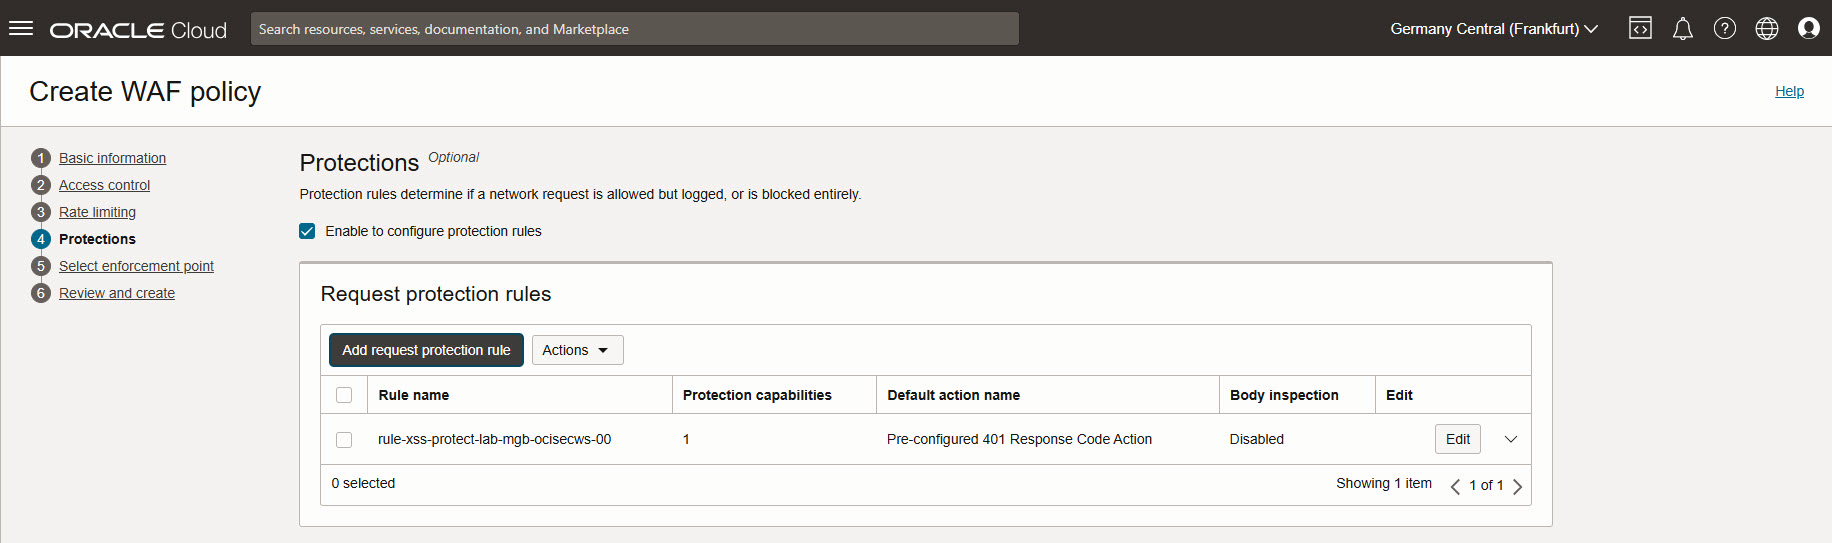 ORACLE Cloud
Search resources, services, documentation, and Marketplace
Germany Central (Frankfurt)
Create WAF policy
Help
1 Basic information
2 Access control
3 Rate limiting
4 Protections
5 Select enforcement point
6 Review and create
Protections Optional
Protection rules determine if a network request is allowed but logged, or is blocked entirely.
Enable to configure protection rules
Request protection rules
Add request protection rule Actions
Rule name Protection capabilities Default action name Body inspection Edit
rule-xss-protect-lab-mgb-ocisecws-00 1 Pre-configured 401 Response Code Action Disabled Edit
0 selected Showing 1 item 1 of 1